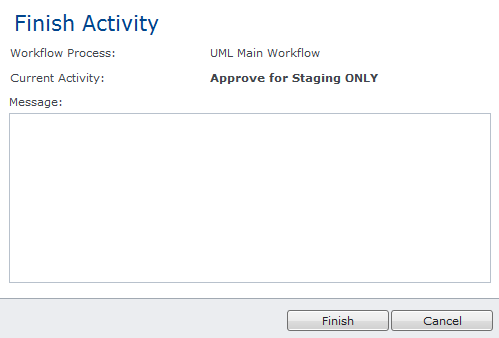 Finish Activity
Workflow Process: UML Main Workflow
Current Activity: Approve for Staging ONLY
Message:
Finish Cancel